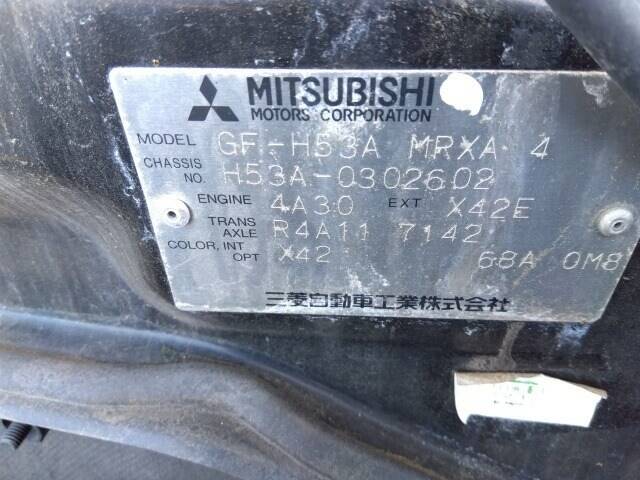 MITSUBISHI
MOTORS CORPORATION
MODEL GF-H53A MRXA 4
CHASSIS NO. H53A-0302602
ENGINE 4A30 EXT X42E
TRANS AXLE R4A11 7142
COLOR, INT OPT X42 68A 0M8
三菱自動車工業株式会社